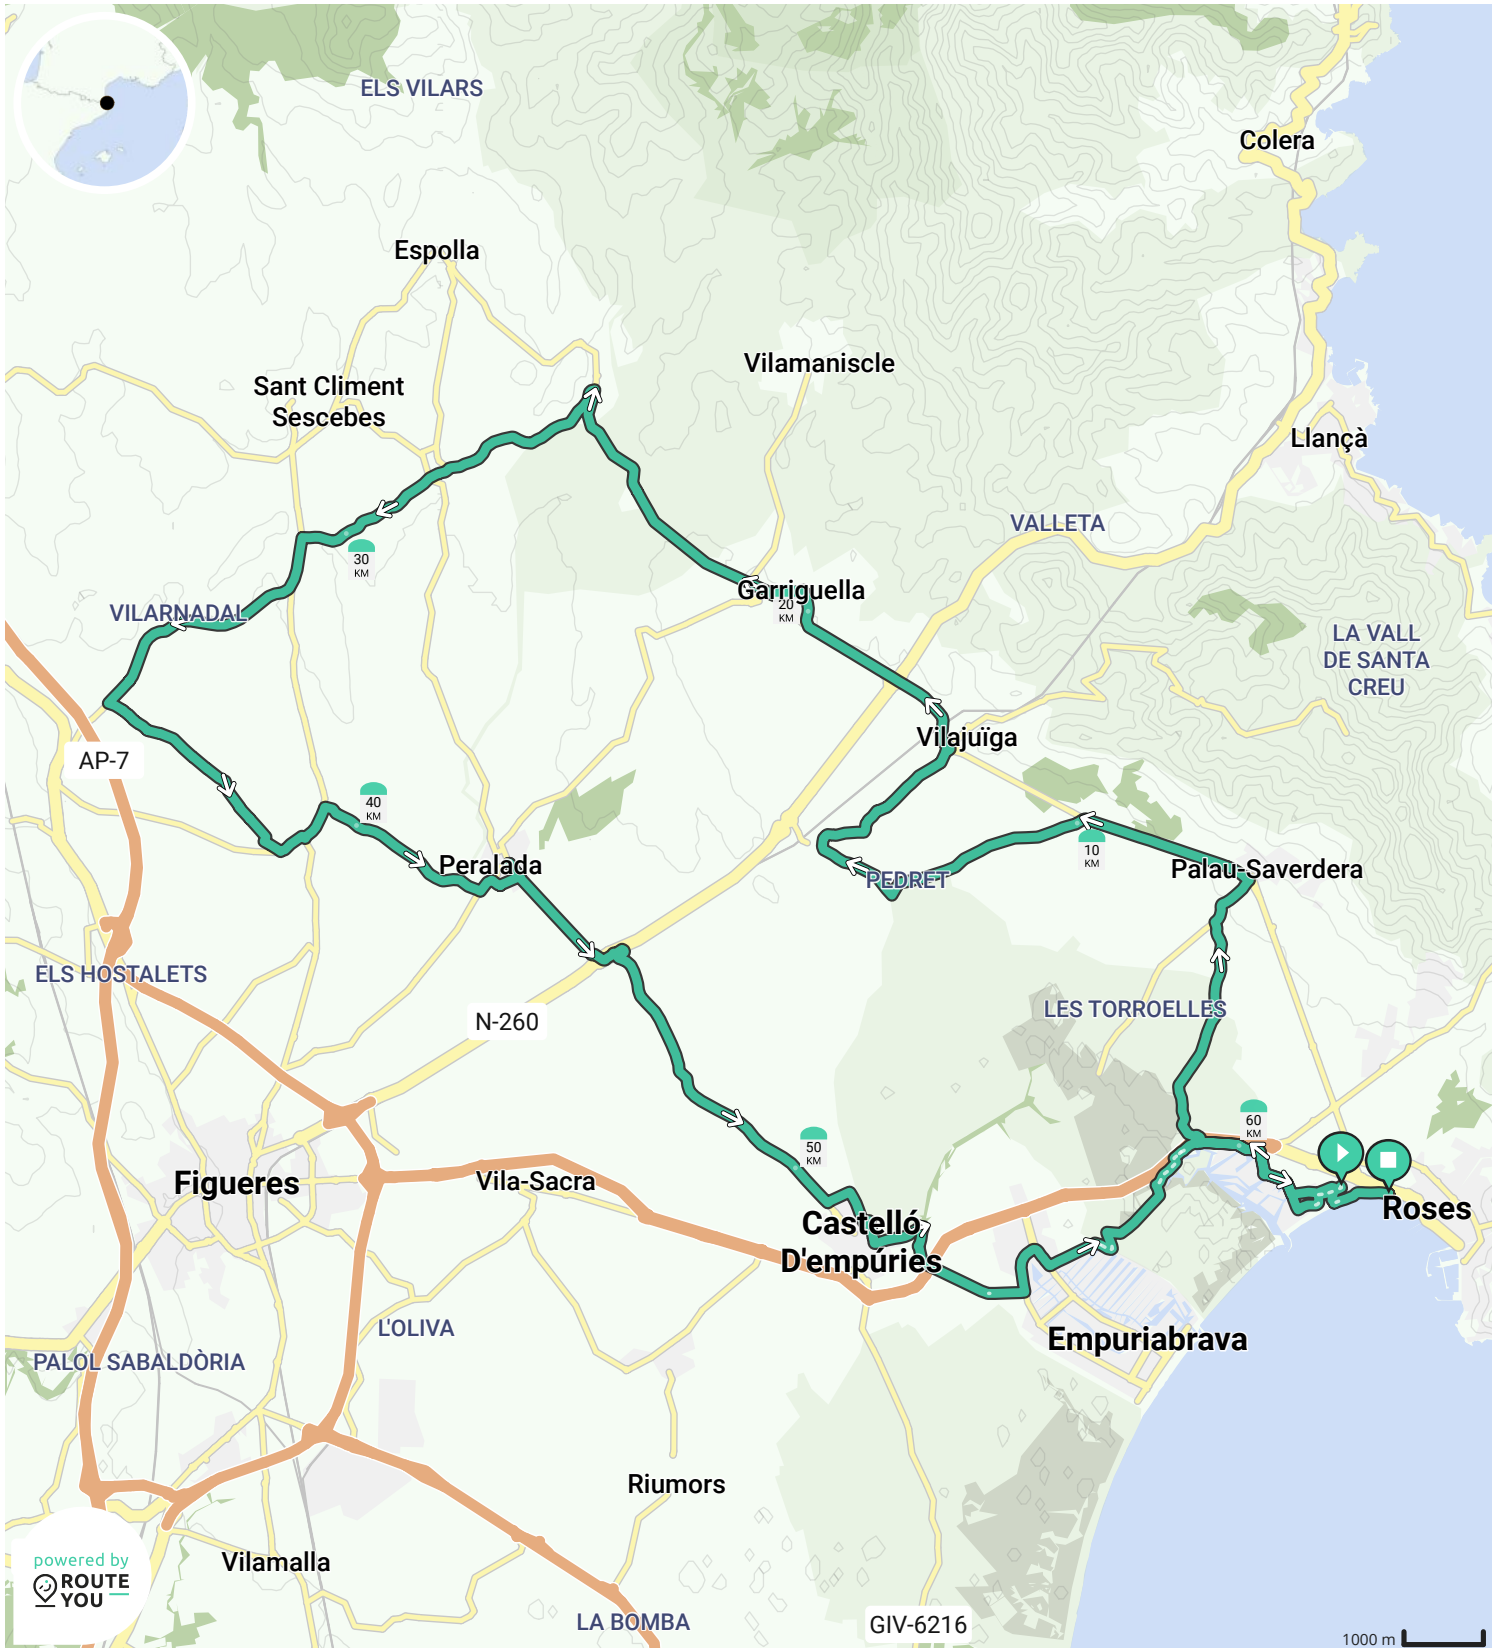 ELS VILARS
Colera
Espolla
Vilamaniscle
Sant Climent
Sescebes
Llançà
VALLETA
30
KM
Garriguella
20
KM
VILARNADAL
LA VALL
DE SANTA
CREU
Vilajuïga
AP-7
40
KM
10
KM
Peralada
Palau-Saverdera
PEDRET
ELS HOSTALETS
LES TORROELLES
N-260
60
KM
50
KM
Figueres
Vila-Sacra
Roses
Castelló
D'empúries
L'OLIVA
Empuriabrava
PALOL SABALDÒRIA
Riumors
Vilamalla
powered by
ROUTE
YOU
LA BOMBA
GIV-6216
1000 m